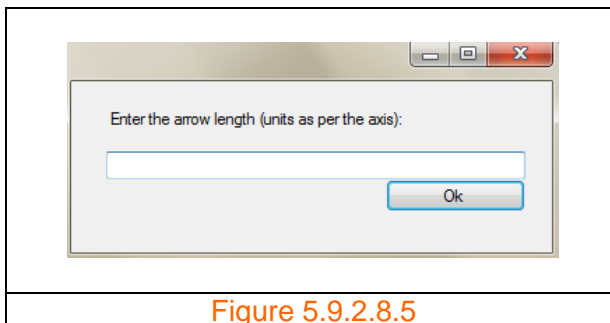 Enter the arrow length (units as per the axis):
Ok
Figure 5.9.2.8.5